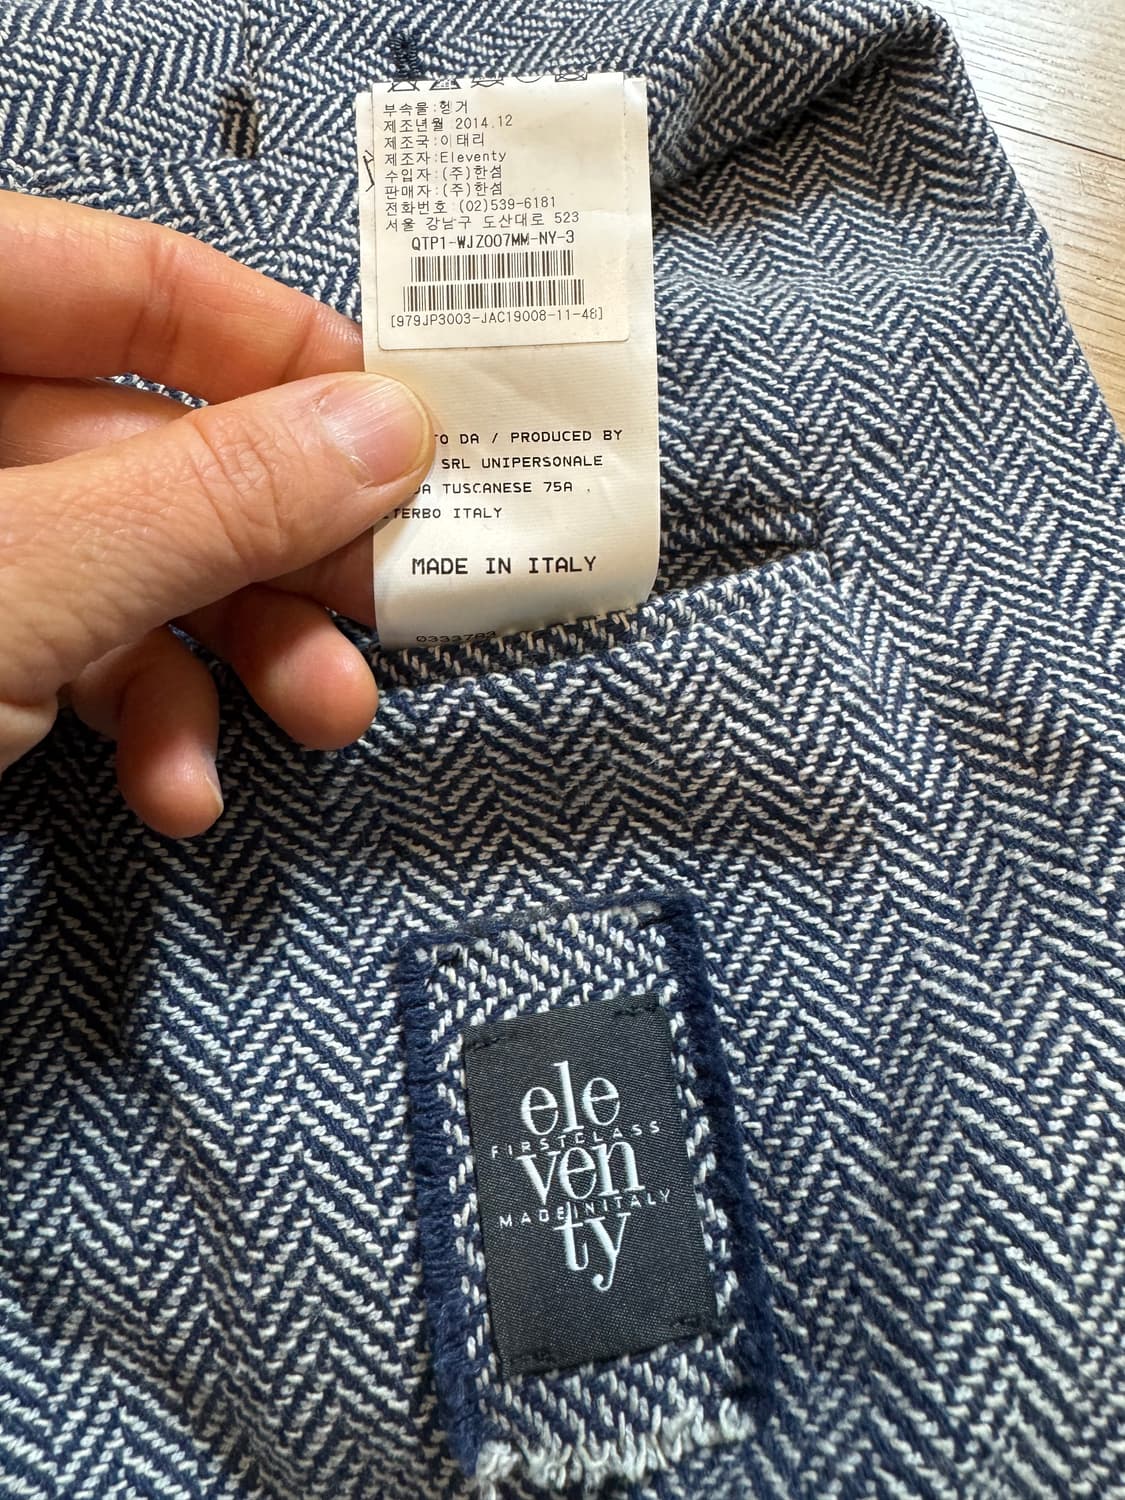 부속물:헝거
제조년월 2014.12
제조국:이태리
제조자:Eleventy
수입자:(주)한섬
판매자:(주)한섬
전화번호 (02)539-6181
서울 강남구 도산대로 523
QTP1-WJZ007MM-NY-3
[979JP3003-JAC19008-11-48]
TO DA / PRODUCED BY
SRL UNIPERSONALE
TUSCANESE 75A ,
ITERBO ITALY
MADE IN ITALY
0333783
ele
FIRSTCLASS
ven
MADEINITALY
ty